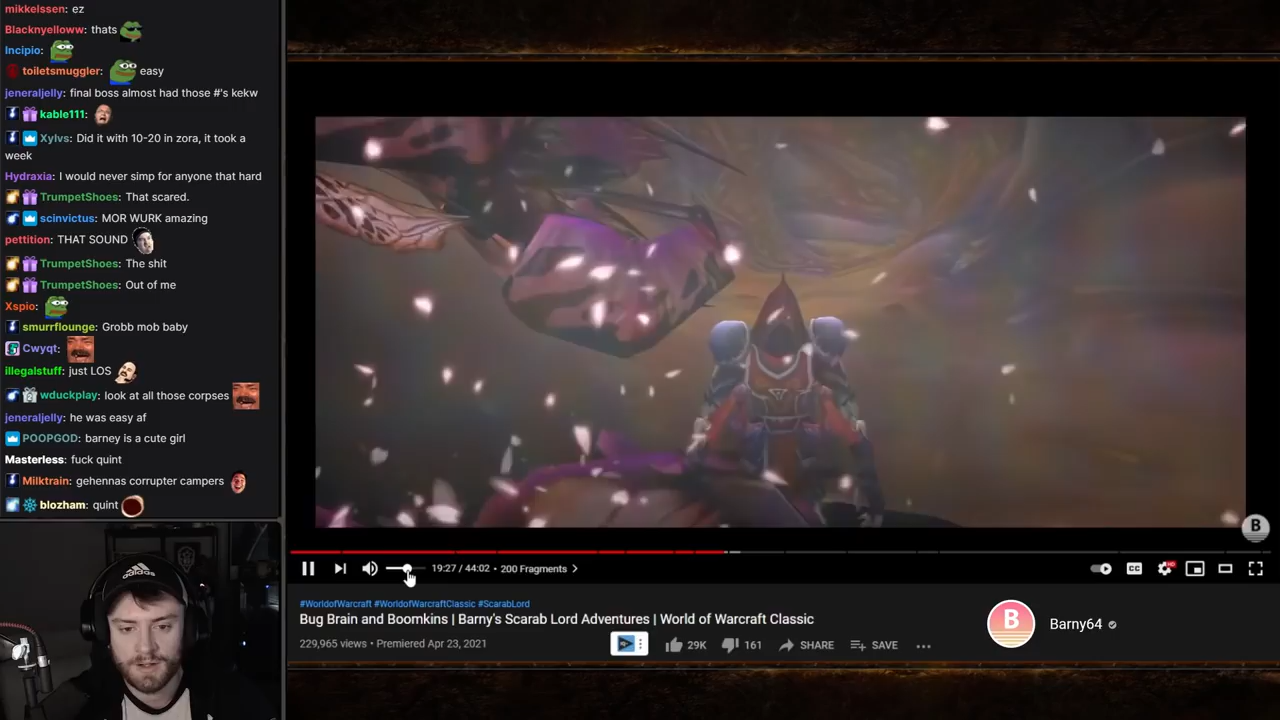 mikkelssen: ez
Blacknyelloww: thats
Incipio:
toiletsmuggler: easy
jeneraljelly: final boss almost had those #'s kekw
kable111:
Xylvs: Did it with 10-20 in zora, it took a
week
Hydraxia: I would never simp for anyone that hard
TrumpetShoes: That scared.
scinvictus: MOR WURK amazing
pettition: THAT SOUND
TrumpetShoes: The shit
TrumpetShoes: Out of me
Xspio:
smurrflounge: Grobb mob baby
Cwyqt:
illegalstuff: just LOS
wduckplay: look at all those corpses
jeneraljelly: he was easy af
POOPGOD: barney is a cute girl
Masterless: fuck quint
Milktrain: gehennas corrupter campers
blozham: quint
adidas
B
19:27 / 44:02 • 200 Fragments >
CC
HD
#WorldofWarcraft #WorldofWarcraftClassic #ScarabLord
Bug Brain and Boomkins | Barny's Scarab Lord Adventures | World of Warcraft Classic
229,965 views • Premiered Apr 23, 2021
29K
161
SHARE
SAVE
B
Barny64